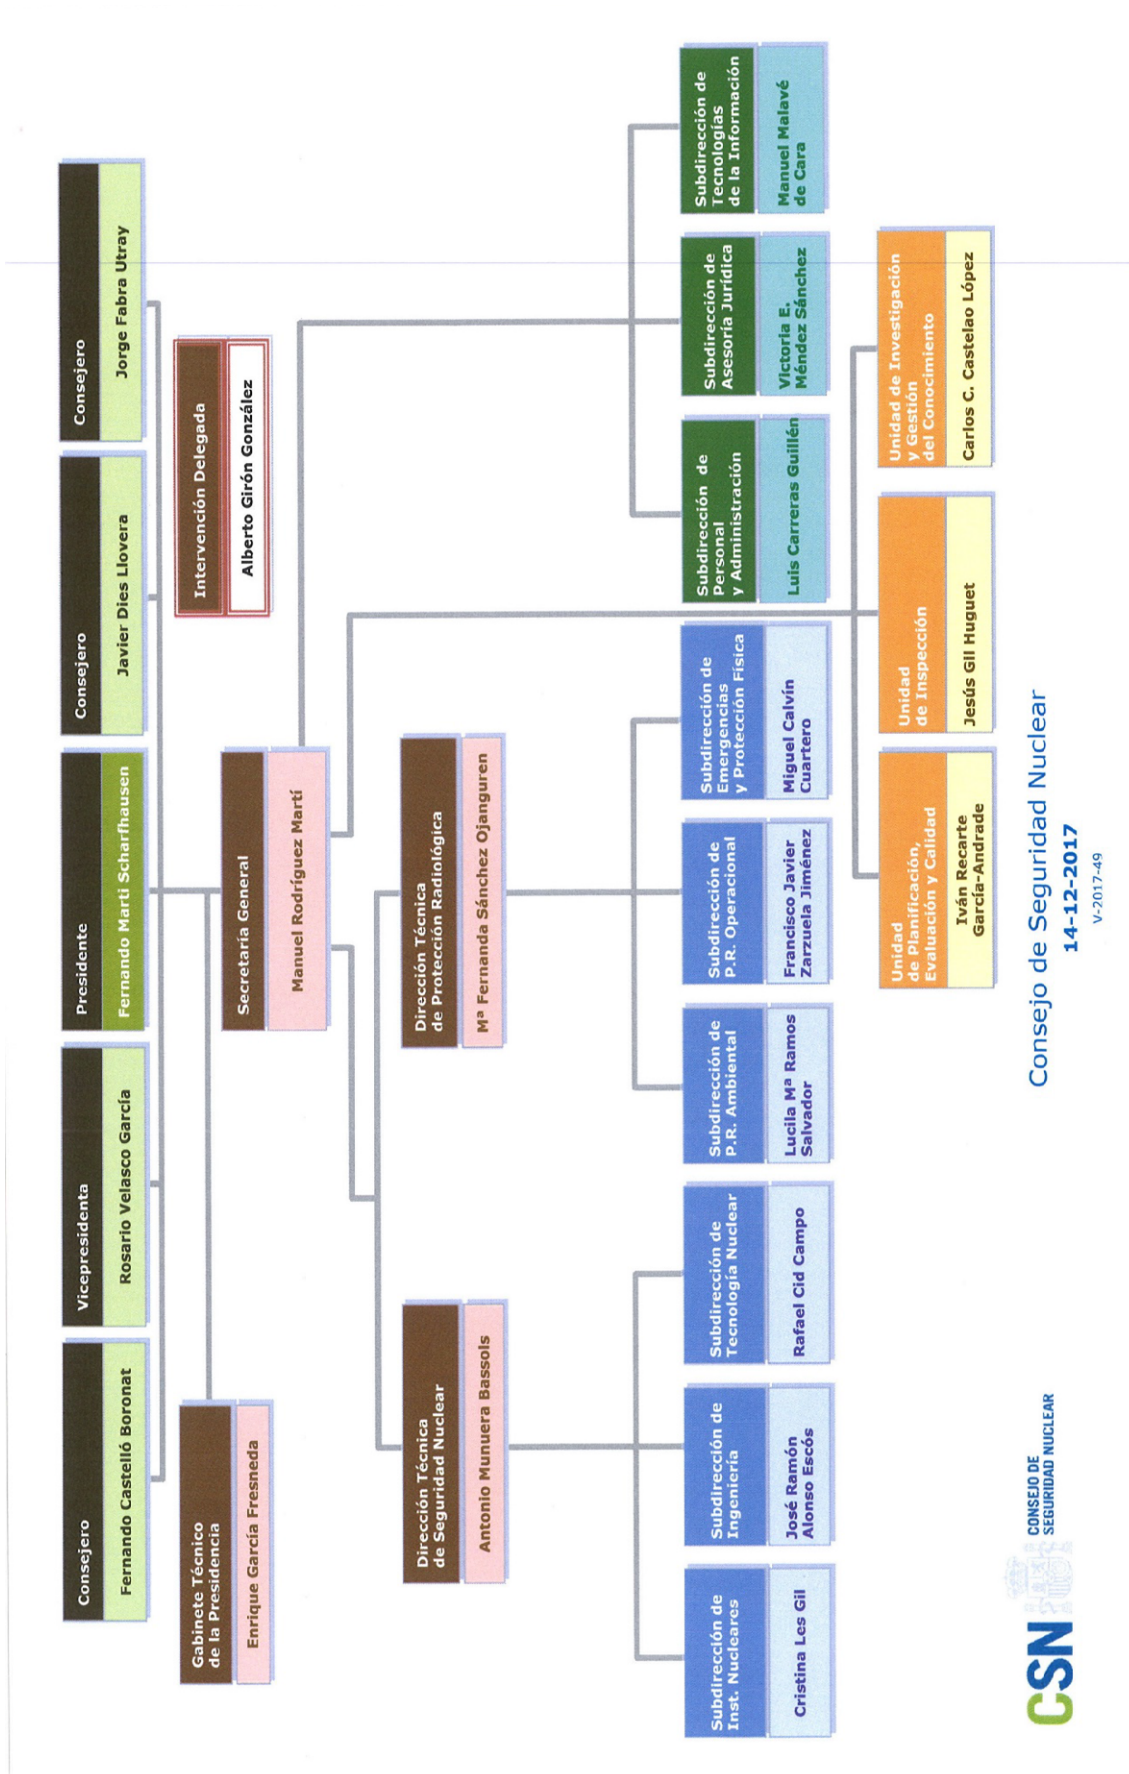 Consejero
Fernando Castelló Boronat
Vicepresidenta
Rosario Velasco García
Presidente
Fernando Marti Scharfhausen
Consejero
Javier Dies Llovera
Consejero
Jorge Fabra Utray
Gabinete Técnico
de la Presidencia
Enrique García Fresneda
Intervención Delegada
Alberto Girón González
Secretaría General
Manuel Rodríguez Martí
Dirección Técnica
de Seguridad Nuclear
Antonio Munuera Bassols
Dirección Técnica
de Protección Radiológica
Mª Fernanda Sánchez Ojanguren
Subdirección de
Inst. Nucleares
Cristina Les Gil
Subdirección de
Ingeniería
José Ramón
Alonso Escós
Subdirección de
Tecnología Nuclear
Rafael Cid Campo
Subdirección de
P.R. Ambiental
Lucila Mª Ramos
Salvador
Subdirección de
P.R. Operacional
Francisco Javier
Zarzuela Jiménez
Subdirección de
Emergencias
y Protección Física
Miguel Calvín
Cuartero
Subdirección de
Personal
y Administración
Luis Carreras Guillén
Subdirección de
Asesoría Jurídica
Victoria E.
Méndez Sánchez
Subdirección de
Tecnologías
de la Información
Manuel Malavé
de Cara
Unidad
de Planificación,
Evaluación y Calidad
Iván Recarte
García-Andrade
Unidad
de Inspección
Jesús Gil Huguet
Unidad de Investigación
y Gestión
del Conocimiento
Carlos C. Castelao López
CSN
CONSEJO DE
SEGURIDAD NUCLEAR
Consejo de Seguridad Nuclear
14-12-2017
V-2017-49